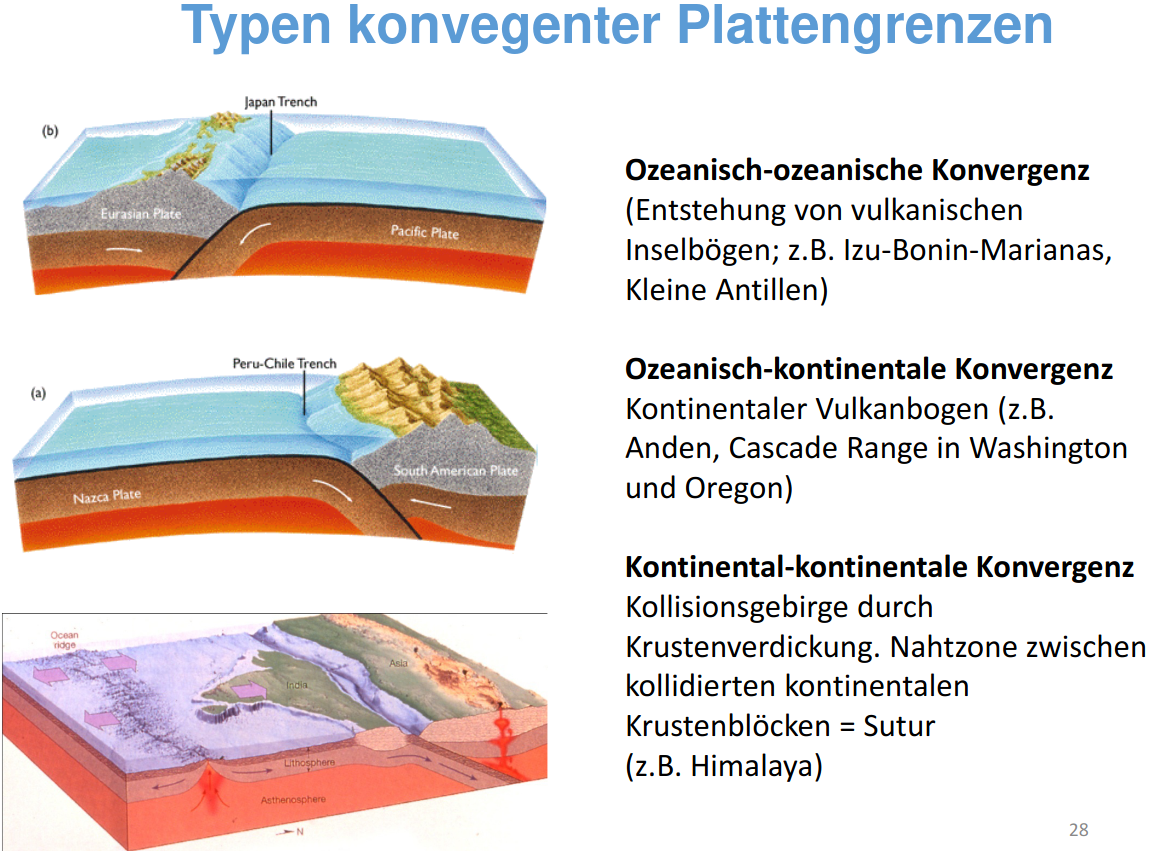 Typen konvegenter Plattengrenzen
Japan Trench
(b)
Eurasian Plate
Pacific Plate
Ozeanisch-ozeanische Konvergenz
(Entstehung von vulkanischen
Inselbögen; z.B. Izu-Bonin-Marianas,
Kleine Antillen)
Peru-Chile Trench
(a)
South American Plate
Nazca Plate
Ozeanisch-kontinentale Konvergenz
Kontinentaler Vulkanbogen (z.B.
Anden, Cascade Range in Washington
und Oregon)
Ocean
ridge
Asia
India
Lithosphere
Asthenosphere
N
Kontinental-kontinentale Konvergenz
Kollisionsgebirge durch
Krustenverdickung. Nahtzone zwischen
kollidierten kontinentalen
Krustenblöcken = Sutur
(z.B. Himalaya)
28